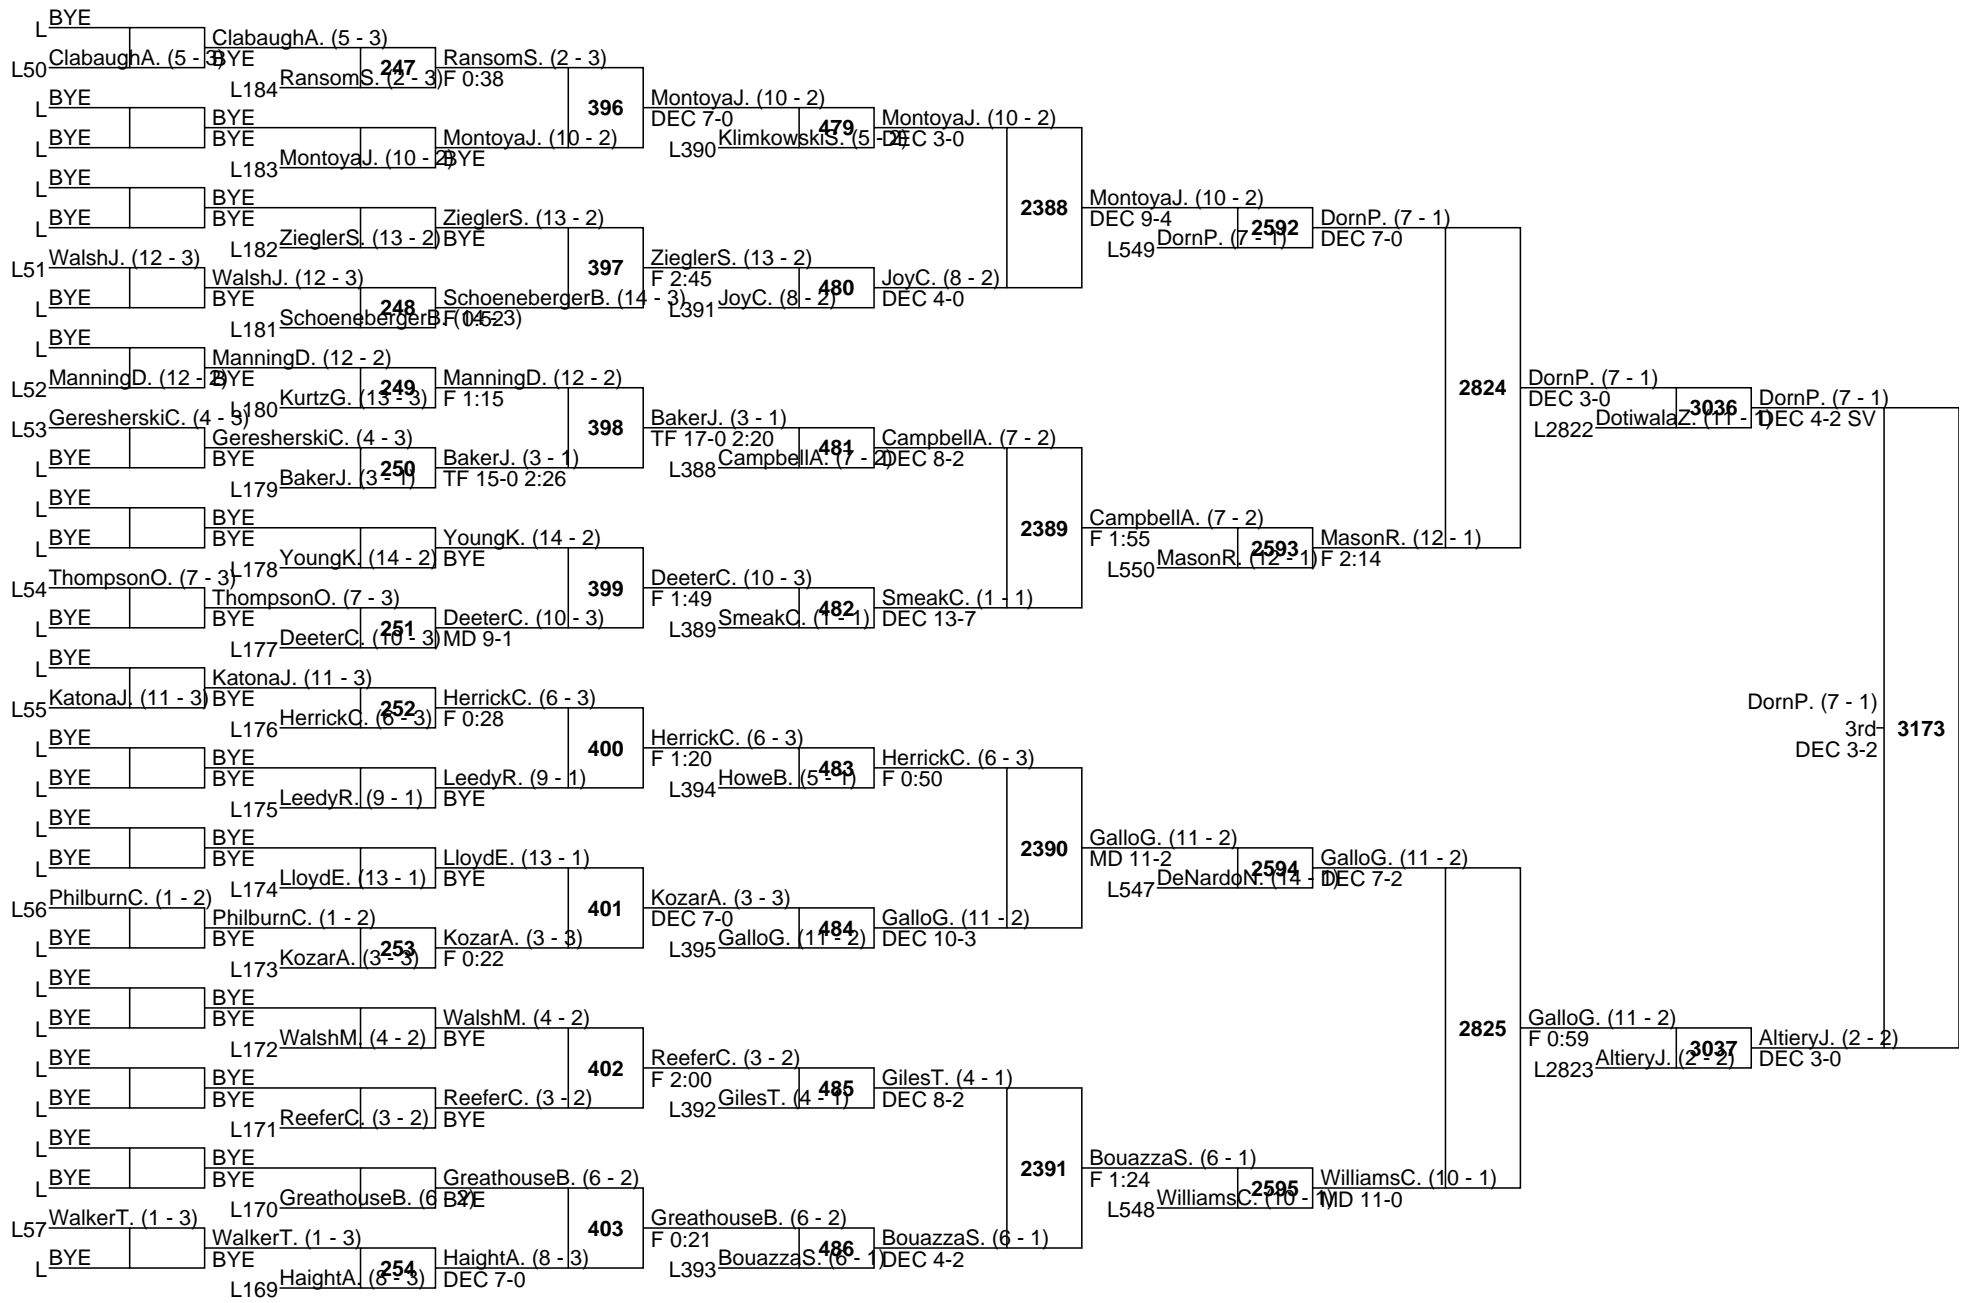 BYE
L
ClabaughA. (5 - 3)
L50
ClabaughA. (5 - 3)
BYE
247
L184
RansomS. (2 - 3)
RansomS. (2 - 3)
F 0:38
BYE
L
BYE
L
BYE
BYE
L183
MontoyaJ. (10 - 2)
MontoyaJ. (10 - 2)
BYE
396
MontoyaJ. (10 - 2)
DEC 7-0
479
L390
KlimkowskiS. (5 - 2)
MontoyaJ. (10 - 2)
DEC 3-0
BYE
L
BYE
L
BYE
BYE
L182
ZieglerS. (13 - 2)
ZieglerS. (13 - 2)
BYE
L51
WalshJ. (12 - 3)
BYE
L
WalshJ. (12 - 3)
BYE
248
L181
SchoenebergerB. (14 - 3)
SchoenebergerB. (14 - 3)
F 0:52
397
ZieglerS. (13 - 2)
F 2:45
480
L391
JoyC. (8 - 2)
JoyC. (8 - 2)
DEC 4-0
2388
MontoyaJ. (10 - 2)
DEC 9-4
2592
L549
DornP. (7 - 1)
DornP. (7 - 1)
DEC 7-0
BYE
L
ManningD. (12 - 2)
L52
ManningD. (12 - 2)
BYE
249
L180
KurtzG. (13 - 3)
ManningD. (12 - 2)
F 1:15
GeresherskiC. (4 - 3)
L53
BYE
L
GeresherskiC. (4 - 3)
BYE
250
L179
BakerJ. (3 - 1)
BakerJ. (3 - 1)
TF 15-0 2:26
398
BakerJ. (3 - 1)
TF 17-0 2:20
481
L388
CampbellA. (7 - 2)
CampbellA. (7 - 2)
DEC 8-2
BYE
L
BYE
L
BYE
BYE
L178
YoungK. (14 - 2)
YoungK. (14 - 2)
BYE
ThompsonO. (7 - 3)
L54
BYE
L
ThompsonO. (7 - 3)
BYE
251
L177
DeeterC. (10 - 3)
DeeterC. (10 - 3)
MD 9-1
399
DeeterC. (10 - 3)
F 1:49
482
L389
SmeakC. (1 - 1)
SmeakC. (1 - 1)
DEC 13-7
2389
CampbellA. (7 - 2)
F 1:55
2593
L550
MasonR. (12 - 1)
MasonR. (12 - 1)
F 2:14
2824
DornP. (7 - 1)
DEC 3-0
3036
L2822
DotiwalaZ. (11 - 1)
DornP. (7 - 1)
DEC 4-2 SV
BYE
L
KatonaJ. (11 - 3)
L55
KatonaJ. (11 - 3)
BYE
252
L176
HerrickC. (6 - 3)
HerrickC. (6 - 3)
F 0:28
BYE
L
BYE
L
BYE
BYE
L175
LeedyR. (9 - 1)
LeedyR. (9 - 1)
BYE
400
HerrickC. (6 - 3)
F 1:20
483
L394
HoweB. (5 - 1)
HerrickC. (6 - 3)
F 0:50
DornP. (7 - 1)
3rd
DEC 3-2
3173
BYE
L
BYE
L
BYE
BYE
L174
LloydE. (13 - 1)
LloydE. (13 - 1)
BYE
PhilburnC. (1 - 2)
L56
BYE
L
PhilburnC. (1 - 2)
BYE
253
L173
KozarA. (3 - 3)
KozarA. (3 - 3)
F 0:22
401
KozarA. (3 - 3)
DEC 7-0
484
L395
GalloG. (11 - 2)
GalloG. (11 - 2)
DEC 10-3
2390
GalloG. (11 - 2)
MD 11-2
2594
L547
DeNardoN. (14 - 1)
GalloG. (11 - 2)
DEC 7-2
BYE
L
BYE
L
BYE
BYE
L172
WalshM. (4 - 2)
WalshM. (4 - 2)
BYE
BYE
L
BYE
L
BYE
BYE
L171
ReeferC. (3 - 2)
ReeferC. (3 - 2)
BYE
402
ReeferC. (3 - 2)
F 2:00
485
L392
GilesT. (4 - 1)
GilesT. (4 - 1)
DEC 8-2
BYE
L
BYE
L
BYE
BYE
L170
GreathouseB. (6 - 2)
GreathouseB. (6 - 2)
BYE
WalkerT. (1 - 3)
L57
BYE
L
WalkerT. (1 - 3)
BYE
254
L169
HaightA. (8 - 3)
HaightA. (8 - 3)
DEC 7-0
403
GreathouseB. (6 - 2)
F 0:21
486
L393
BouazzaS. (6 - 1)
BouazzaS. (6 - 1)
DEC 4-2
2391
BouazzaS. (6 - 1)
F 1:24
2595
L548
WilliamsC. (10 - 1)
WilliamsC. (10 - 1)
MD 11-0
2825
GalloG. (11 - 2)
F 0:59
3037
L2823
AltieryJ. (2 - 2)
AltieryJ. (2 - 2)
DEC 3-0